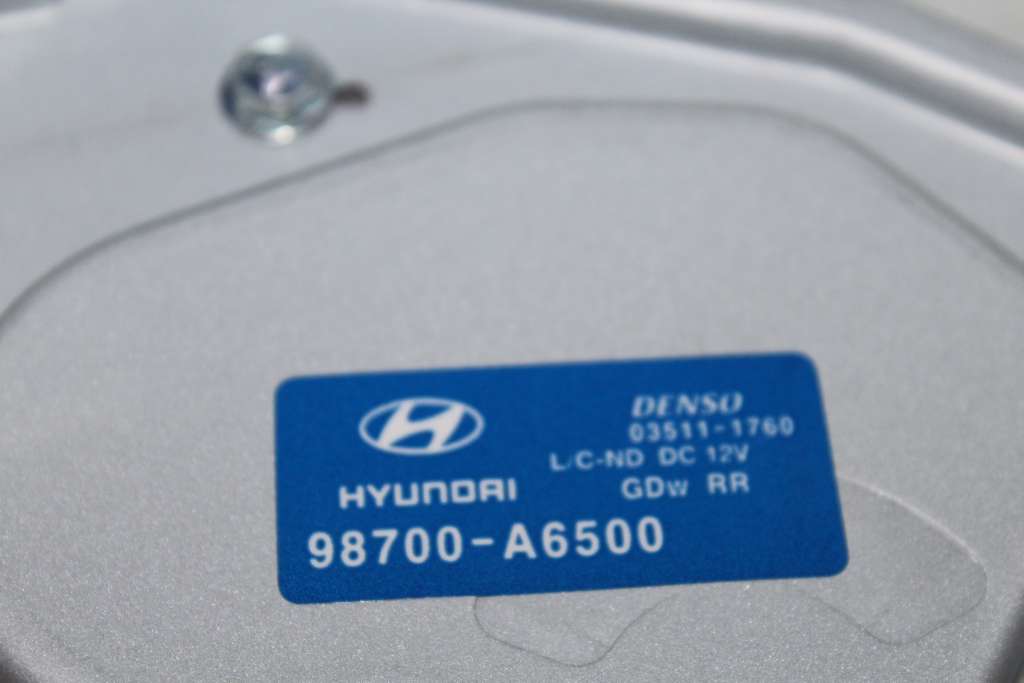 HYUNDAI
98700-A6500
DENSO
03511-1760
L/C-ND DC 12V
GDw RR